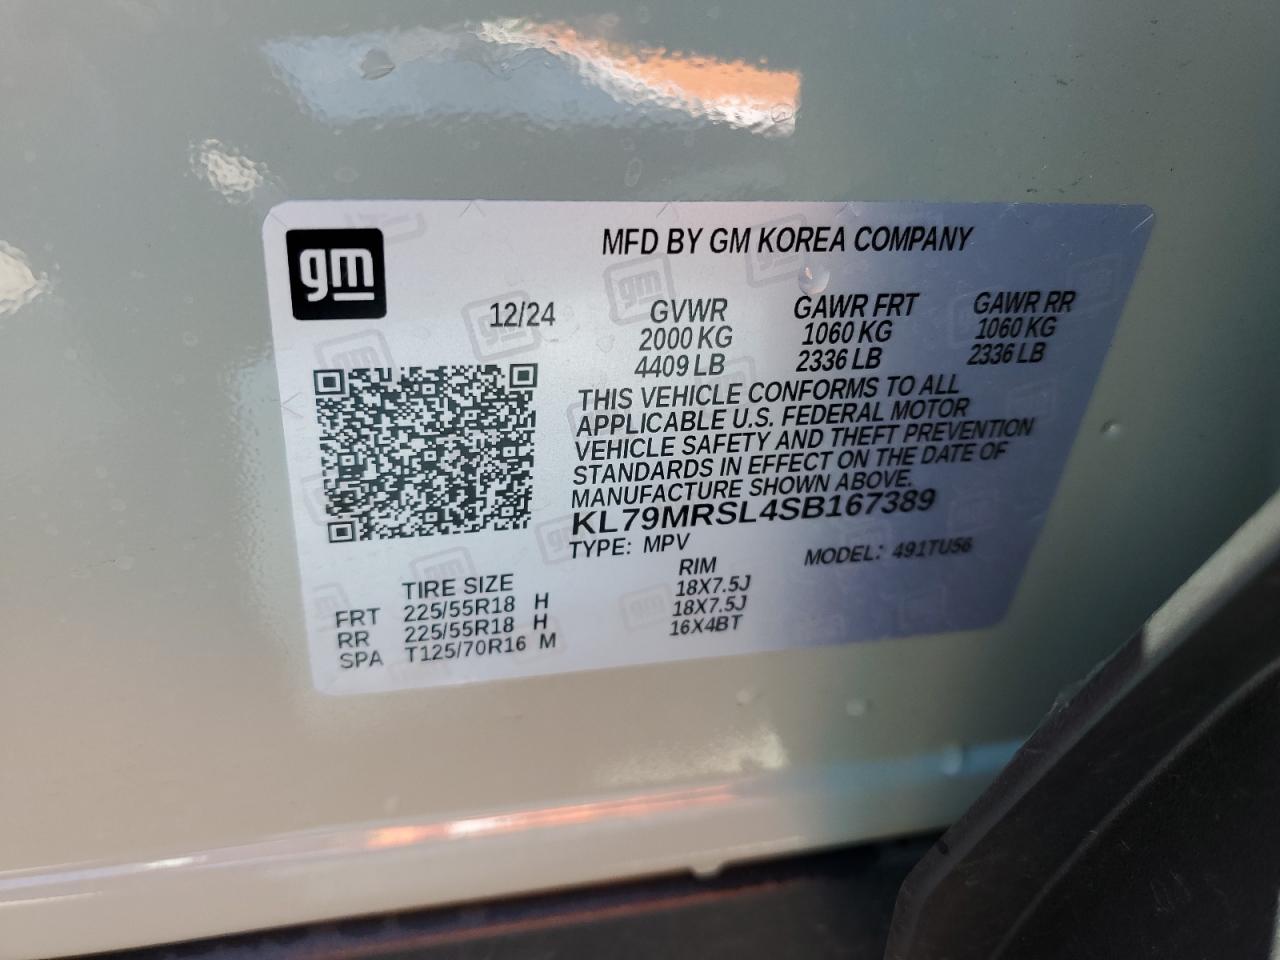 gm
MFD BY GM KOREA COMPANY
12/24 GVWR GAWR FRT GAWR RR
2000 KG 1060 KG 1060 KG
4409 LB 2336 LB 2336 LB
THIS VEHICLE CONFORMS TO ALL
APPLICABLE U.S. FEDERAL MOTOR
VEHICLE SAFETY AND THEFT PREVENTION
STANDARDS IN EFFECT ON THE DATE OF
MANUFACTURE SHOWN ABOVE.
KL79MRSL4SB167389
TYPE: MPV MODEL: 491TU56
TIRE SIZE RIM
FRT 225/55R18 H 18X7.5J
RR 225/55R18 H 18X7.5J
SPA T125/70R16 M 16X4BT